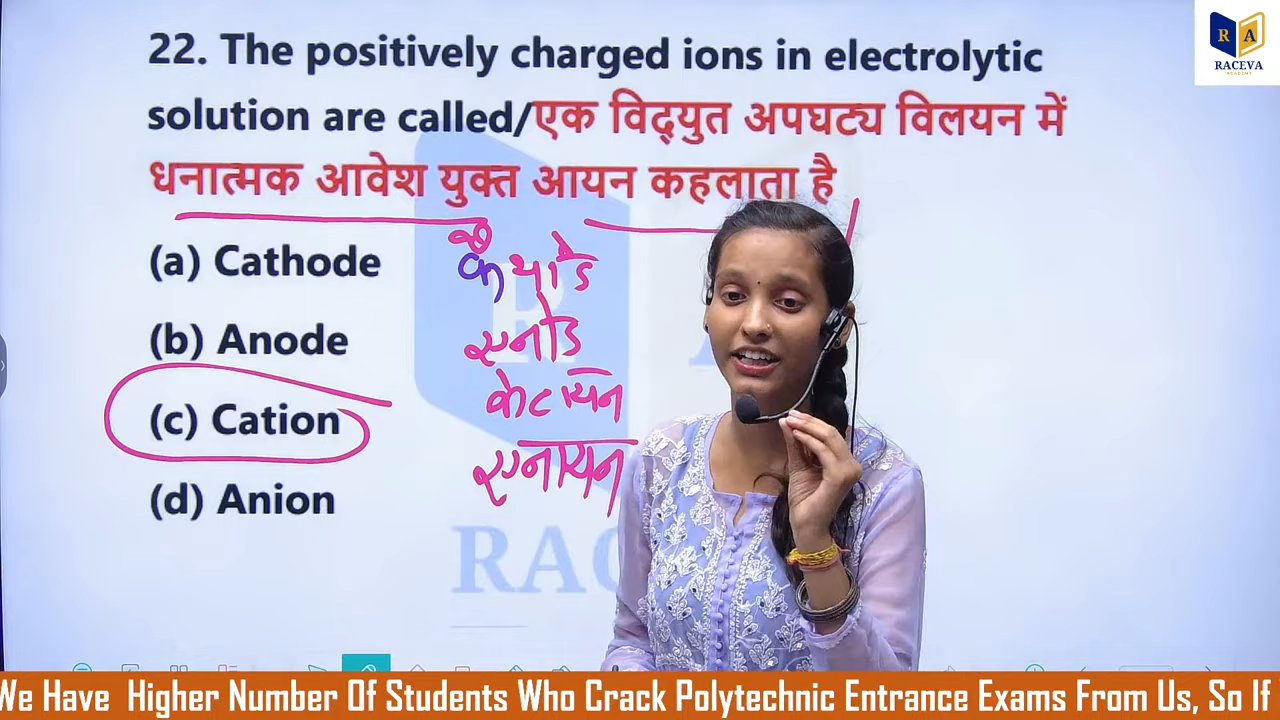 22. The positively charged ions in electrolytic
solution are called/एक विद्युत अपघट्य विलयन में
धनात्मक आवेश युक्त आयन कहलाता है
(a) Cathode
कैथोड
(b) Anode
एनोड
(c) Cation
केटायन
(d) Anion
एनायन
RAC
R A
RACEVA
ACADEMY
We Have Higher Number Of Students Who Crack Polytechnic Entrance Exams From Us, So If